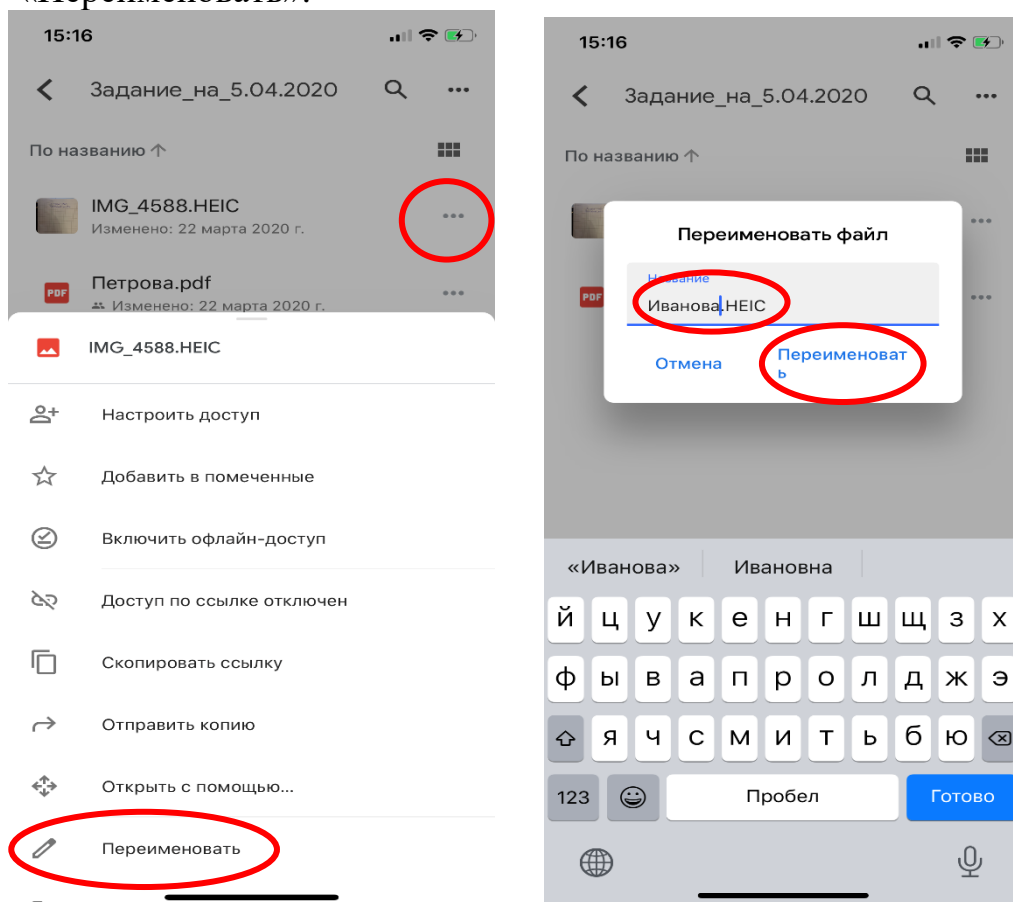 «Переименовать».
15:16
Задание_на_5.04.2020
По названию ↑
IMG_4588.HEIC
Изменено: 22 марта 2020 г.
PDF
Петрова.pdf
Изменено: 22 марта 2020 г.
IMG_4588.HEIC
Настроить доступ
Добавить в помеченные
Включить офлайн-доступ
Доступ по ссылке отключен
Скопировать ссылку
Отправить копию
Открыть с помощью...
Переименовать
15:16
Задание_на_5.04.2020
По названию ↑
PDF
Переименовать файл
Название
Иванова.HEIC
Отмена
Переименоват
ь
«Иванова» Ивановна
й ц у к е н г ш щ з х
ф ы в а п р о л д ж э
я ч с м и т ь б ю
123 Пробел Готово